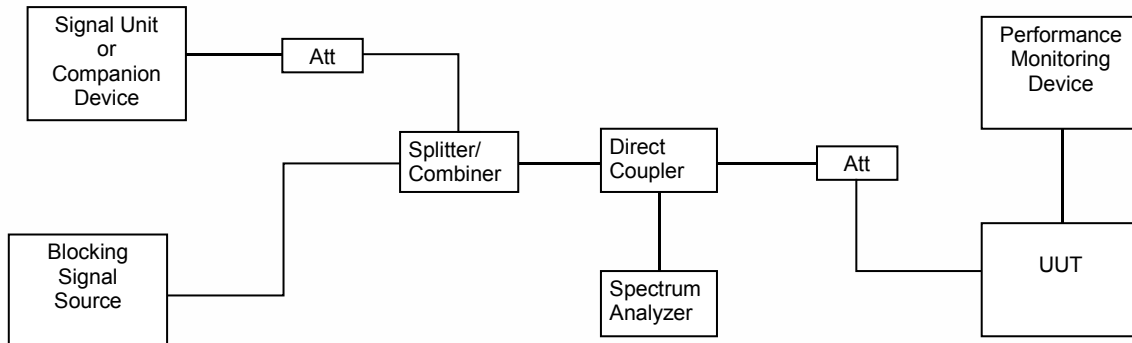 Signal Unit
or
Companion
Device
Att
Performance
Monitoring
Device
Splitter/
Combiner
Direct
Coupler
Att
Blocking
Signal
Source
Spectrum
Analyzer
UUT